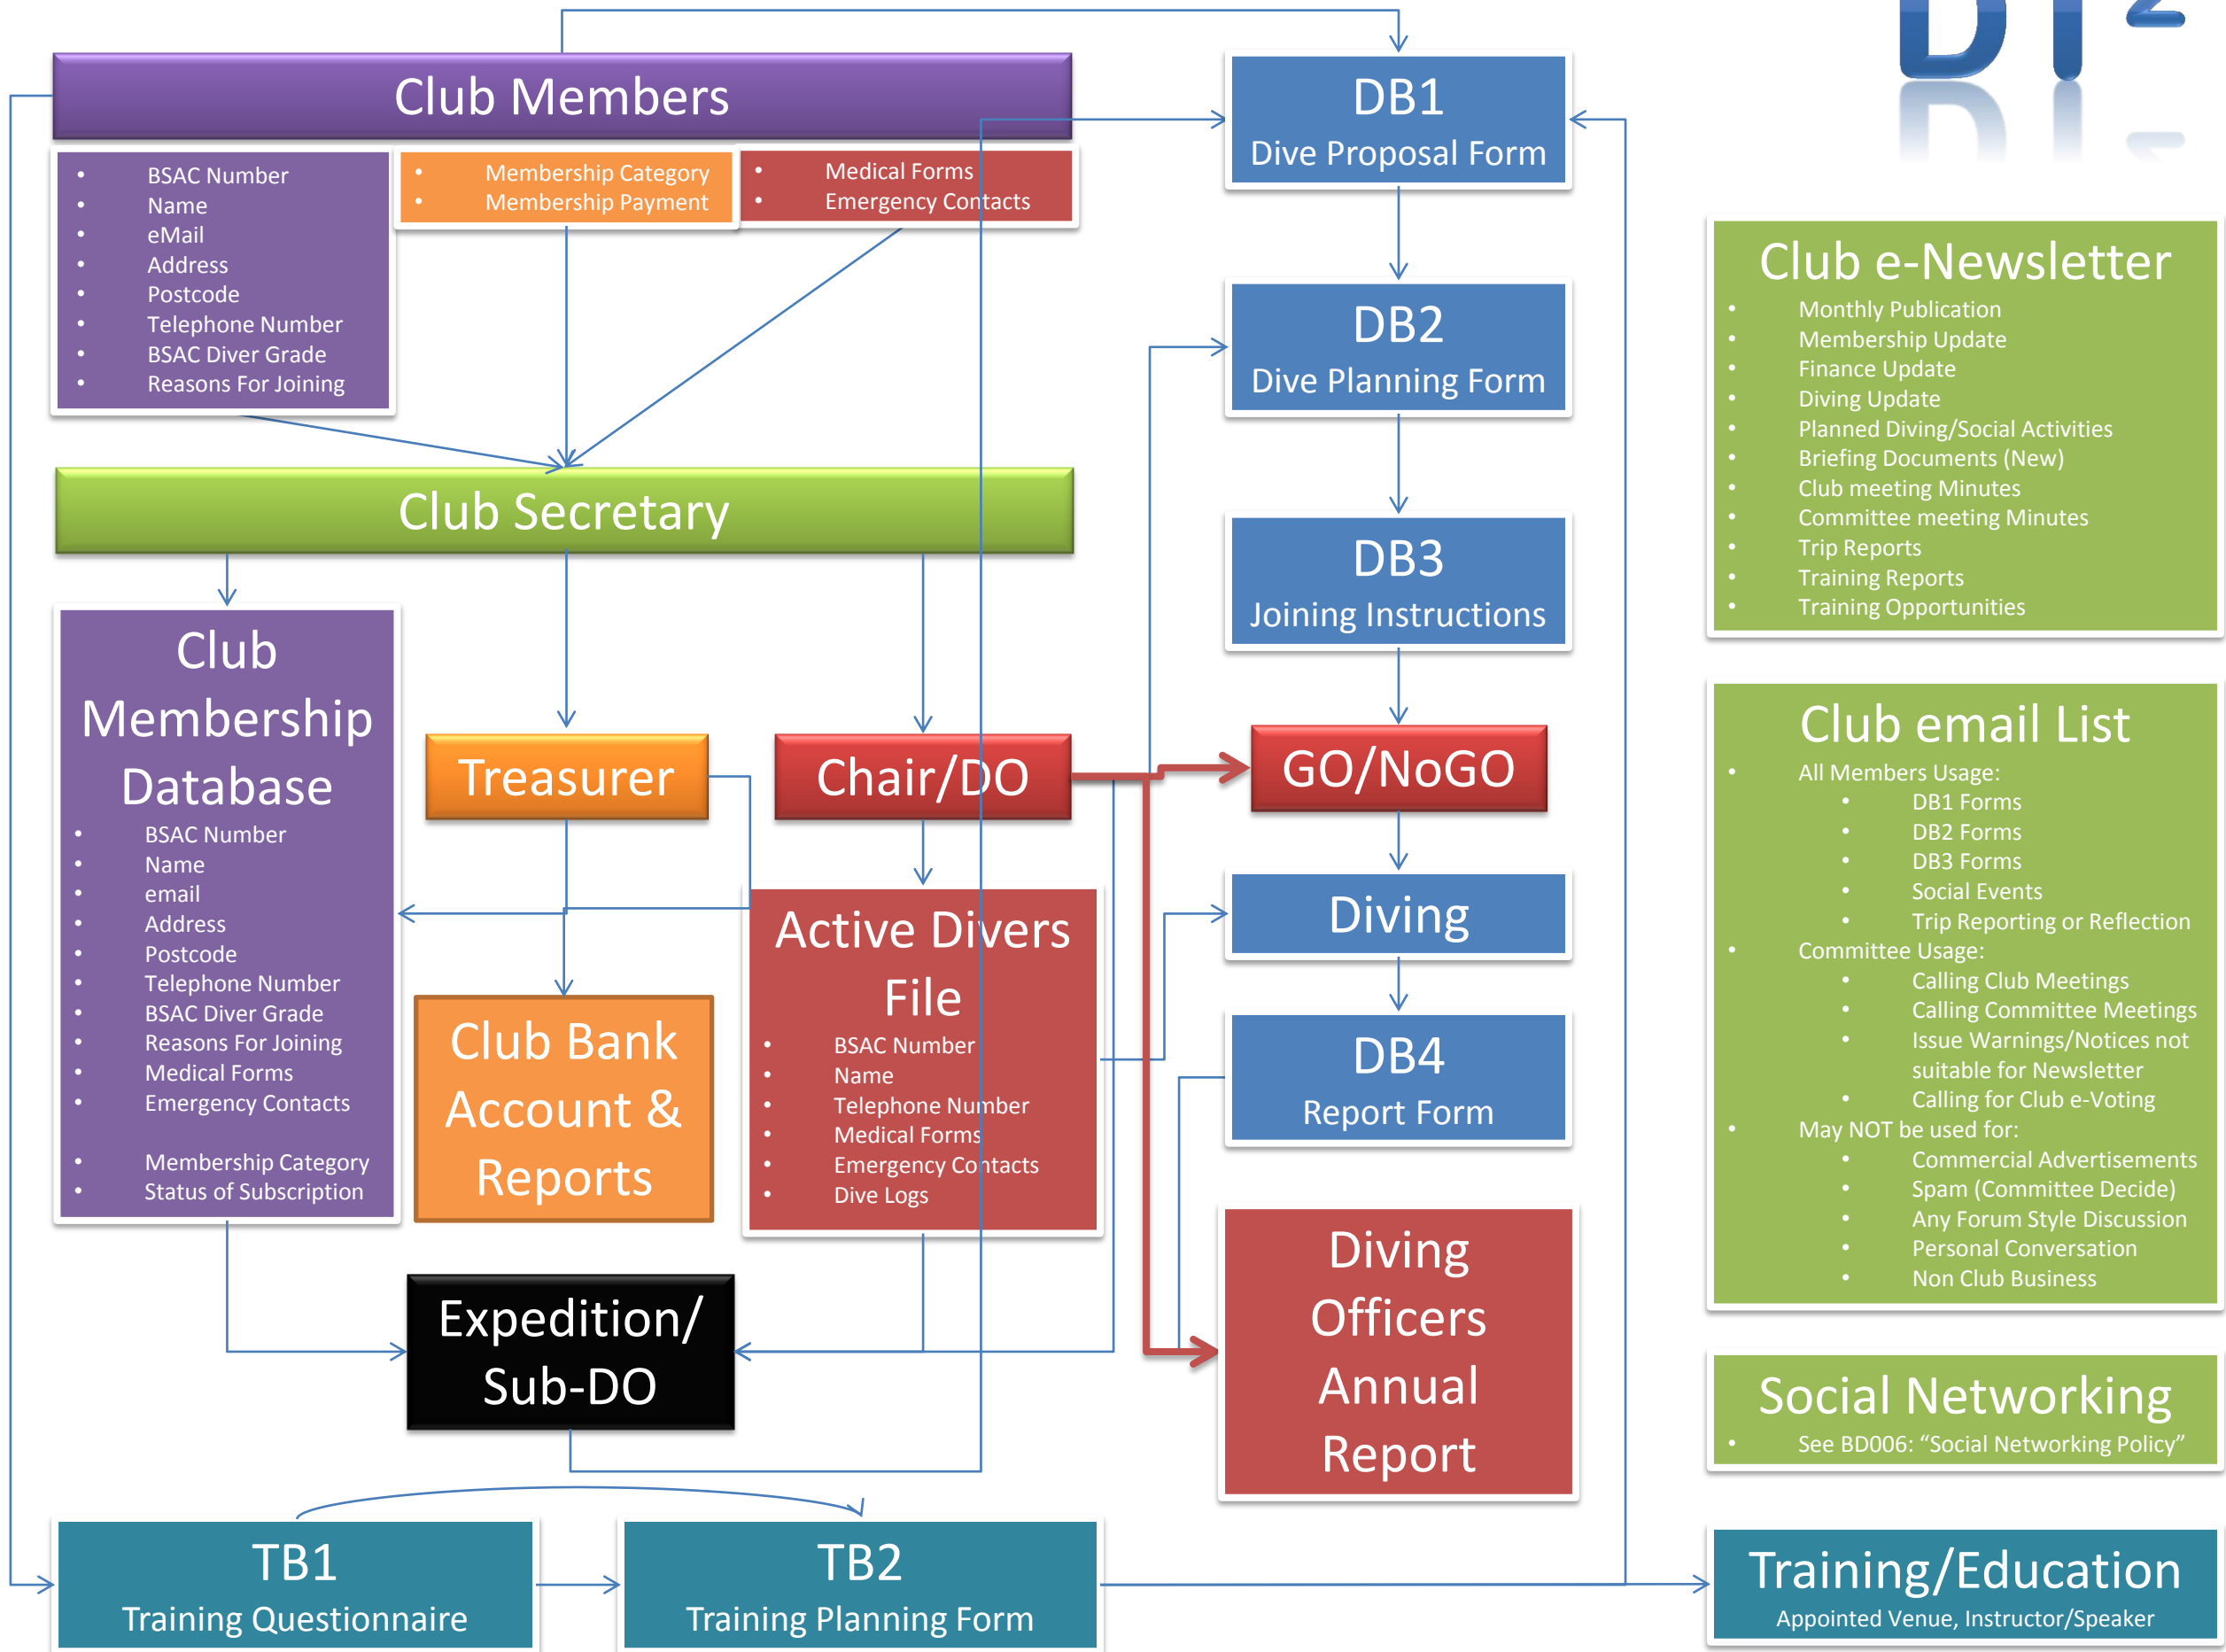 DT²
Club Members
• BSAC Number
• Name
• eMail
• Address
• Postcode
• Telephone Number
• BSAC Diver Grade
• Reasons For Joining
• Membership Category
• Membership Payment
• Medical Forms
• Emergency Contacts
Club Secretary
Club
Membership
Database
• BSAC Number
• Name
• email
• Address
• Postcode
• Telephone Number
• BSAC Diver Grade
• Reasons For Joining
• Medical Forms
• Emergency Contacts
• Membership Category
• Status of Subscription
Treasurer
Club Bank
Account &
Reports
Chair/DO
Active Divers
File
• BSAC Number
• Name
• Telephone Number
• Medical Forms
• Emergency Contacts
• Dive Logs
Expedition/
Sub-DO
TB1
Training Questionnaire
TB2
Training Planning Form
DB1
Dive Proposal Form
DB2
Dive Planning Form
DB3
Joining Instructions
GO/NoGO
Diving
DB4
Report Form
Diving
Officers
Annual
Report
Club e-Newsletter
• Monthly Publication
• Membership Update
• Finance Update
• Diving Update
• Planned Diving/Social Activities
• Briefing Documents (New)
• Club meeting Minutes
• Committee meeting Minutes
• Trip Reports
• Training Reports
• Training Opportunities
Club email List
• All Members Usage:
• DB1 Forms
• DB2 Forms
• DB3 Forms
• Social Events
• Trip Reporting or Reflection
• Committee Usage:
• Calling Club Meetings
• Calling Committee Meetings
• Issue Warnings/Notices not
suitable for Newsletter
• Calling for Club e-Voting
• May NOT be used for:
• Commercial Advertisements
• Spam (Committee Decide)
• Any Forum Style Discussion
• Personal Conversation
• Non Club Business
Social Networking
• See BD006: “Social Networking Policy”
Training/Education
Appointed Venue, Instructor/Speaker